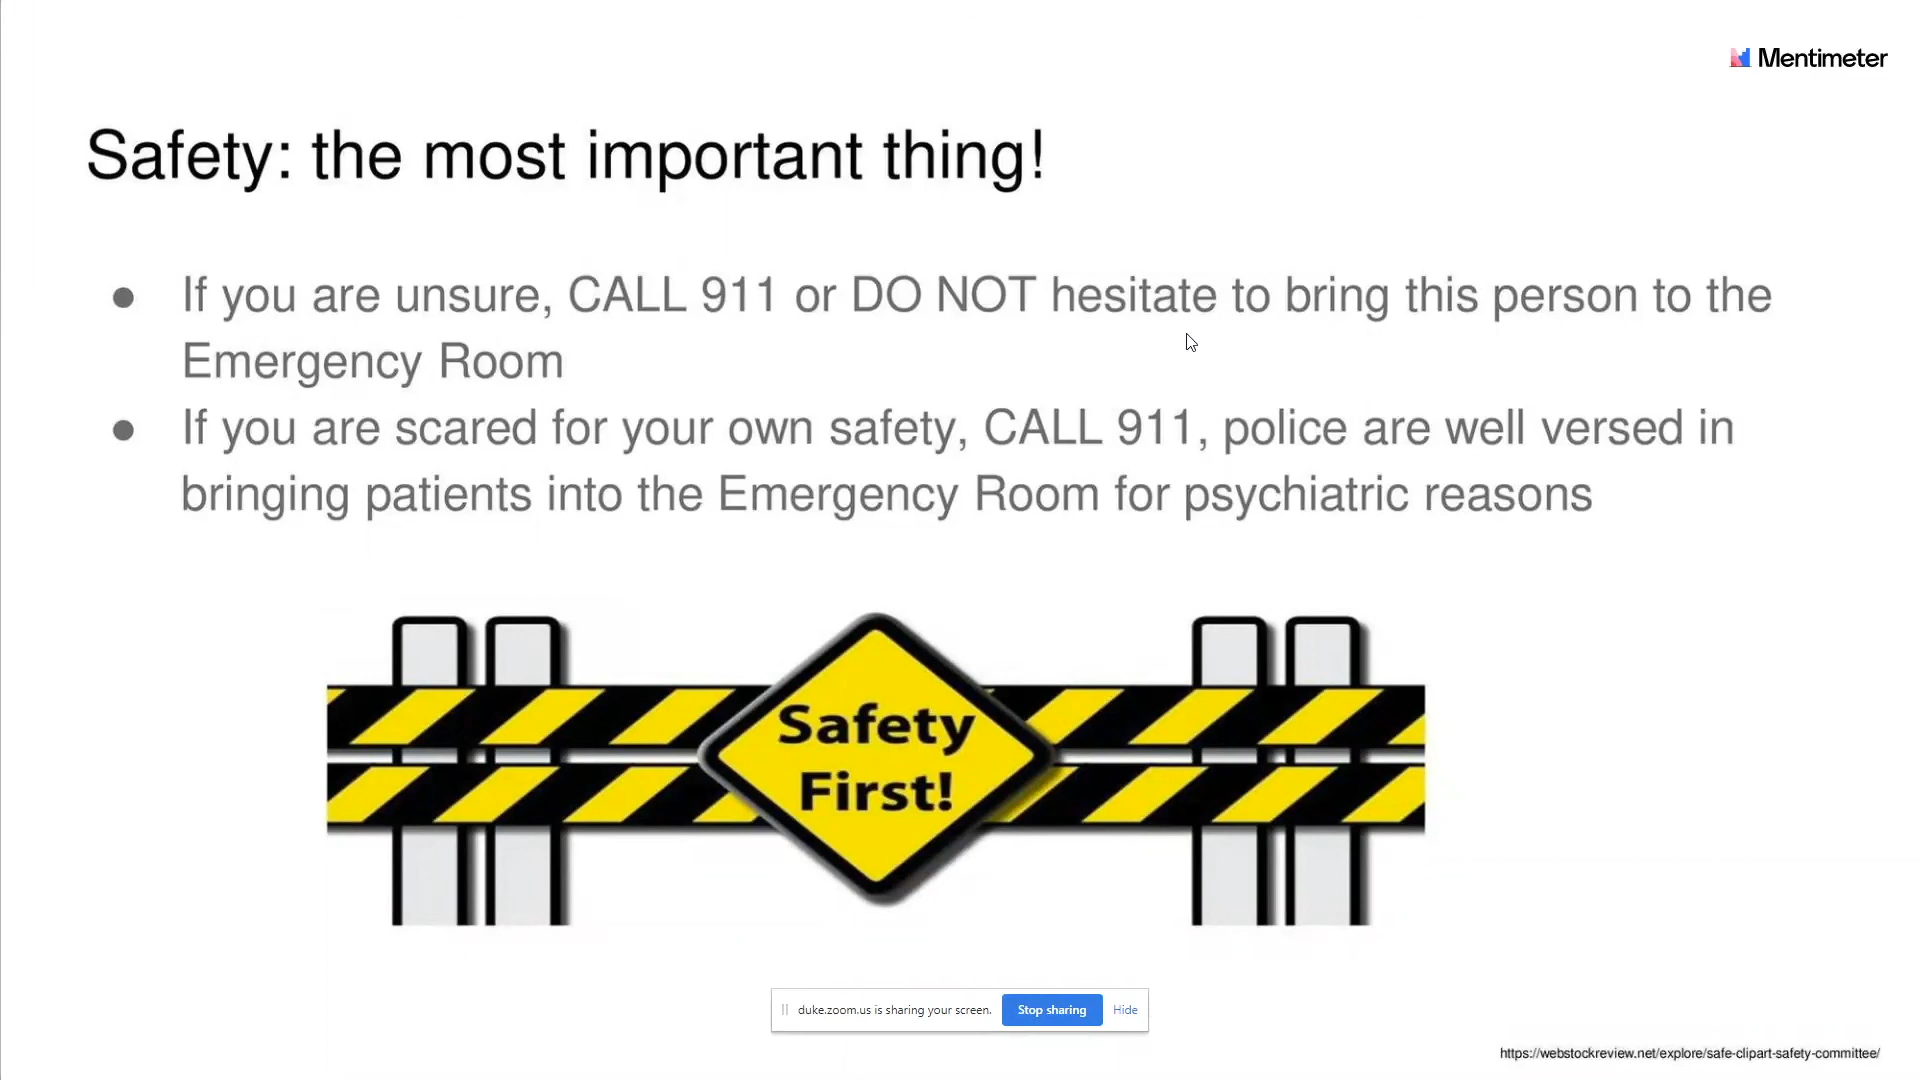 Mentimeter
Safety: the most important thing!
● If you are unsure, CALL 911 or DO NOT hesitate to bring this person to the
Emergency Room
● If you are scared for your own safety, CALL 911, police are well versed in
bringing patients into the Emergency Room for psychiatric reasons
Safety
First!
duke.zoom.us is sharing your screen. Stop sharing Hide
https://webstockreview.net/explore/safe-clipart-safety-committee/